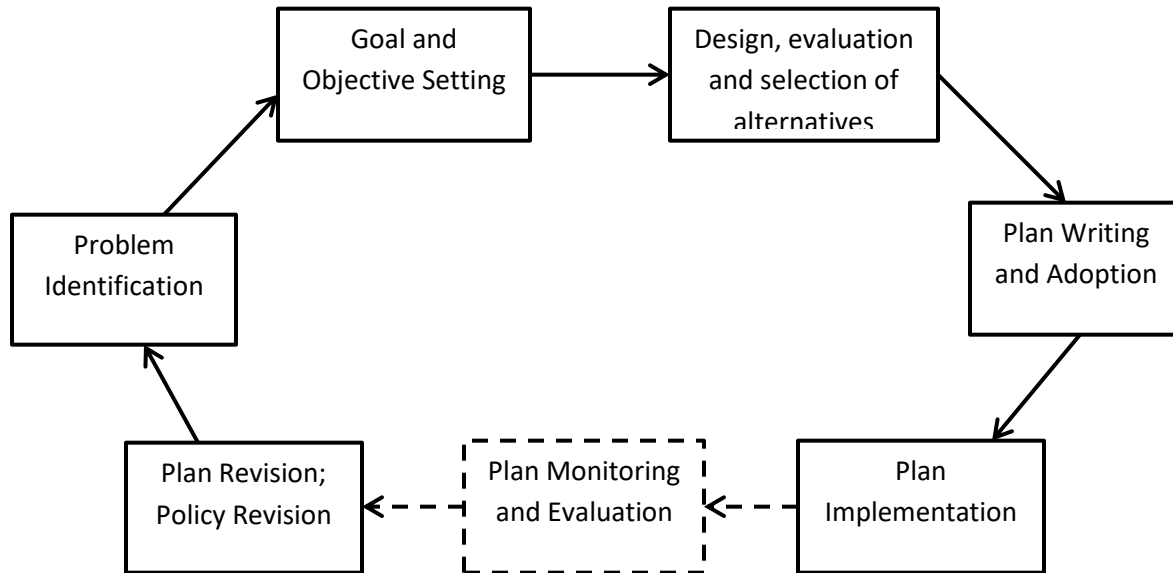 Goal and
Objective Setting
Design, evaluation
and selection of
alternatives
Problem
Identification
Plan Writing
and Adoption
Plan Revision;
Policy Revision
Plan Monitoring
and Evaluation
Plan
Implementation